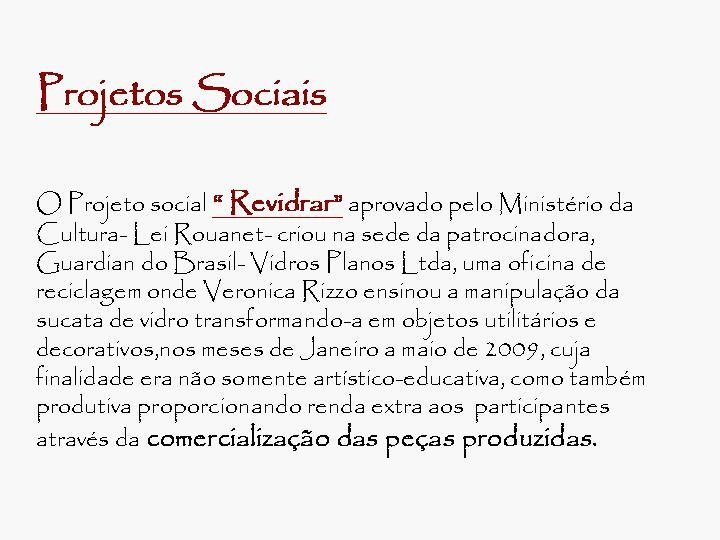 Projetos Sociais
O Projeto social “ Revidrar” aprovado pelo Ministério da
Cultura- Lei Rouanet- criou na sede da patrocinadora,
Guardian do Brasil- Vidros Planos Ltda, uma oficina de
reciclagem onde Veronica Rizzo ensinou a manipulação da
sucata de vidro transformando-a em objetos utilitários e
decorativos,nos meses de Janeiro a maio de 2009, cuja
finalidade era não somente artístico-educativa, como também
produtiva proporcionando renda extra aos participantes
através da comercialização das peças produzidas.